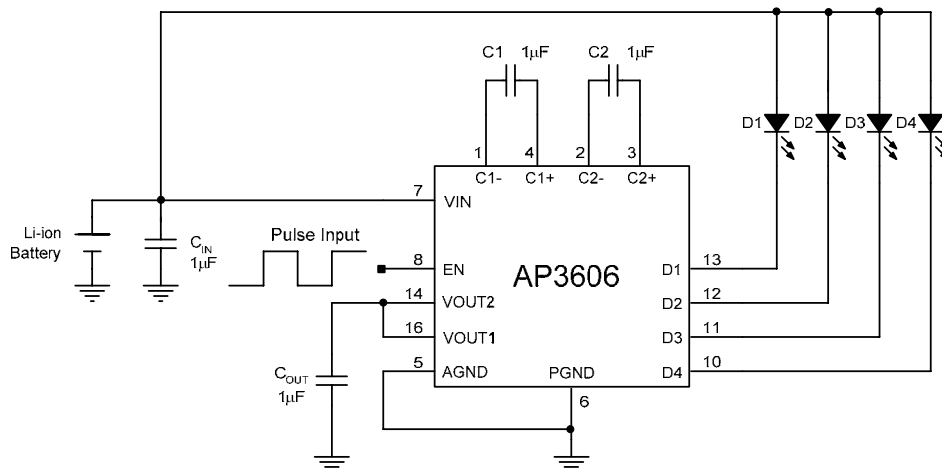 C1 1µF C2 1µF
D1 D2 D3 D4
1 4 2 3
C1- C1+ C2- C2+
7 VIN
Li-ion
Battery
C_IN
1µF
Pulse Input
8 EN
AP3606
D1 13
14 VOUT2
D2 12
16 VOUT1
D3 11
5 AGND
PGND
D4 10
6
C_OUT
1µF